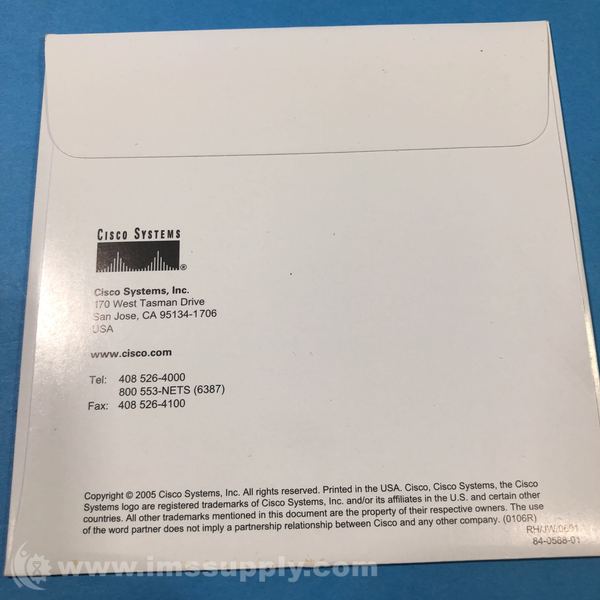 CISCO SYSTEMS
®
Cisco Systems, Inc.
170 West Tasman Drive
San Jose, CA 95134-1706
USA
www.cisco.com
Tel: 408 526-4000
800 553-NETS (6387)
Fax: 408 526-4100
Copyright © 2005 Cisco Systems, Inc. All rights reserved. Printed in the USA. Cisco, Cisco Systems, the Cisco
Systems logo are registered trademarks of Cisco Systems, Inc. and/or its affiliates in the U.S. and certain other
countries. All other trademarks mentioned in this document are the property of their respective owners. The use
of the word partner does not imply a partnership relationship between Cisco and any other company. (0106R)
84-0588-01
www.imssupply.com